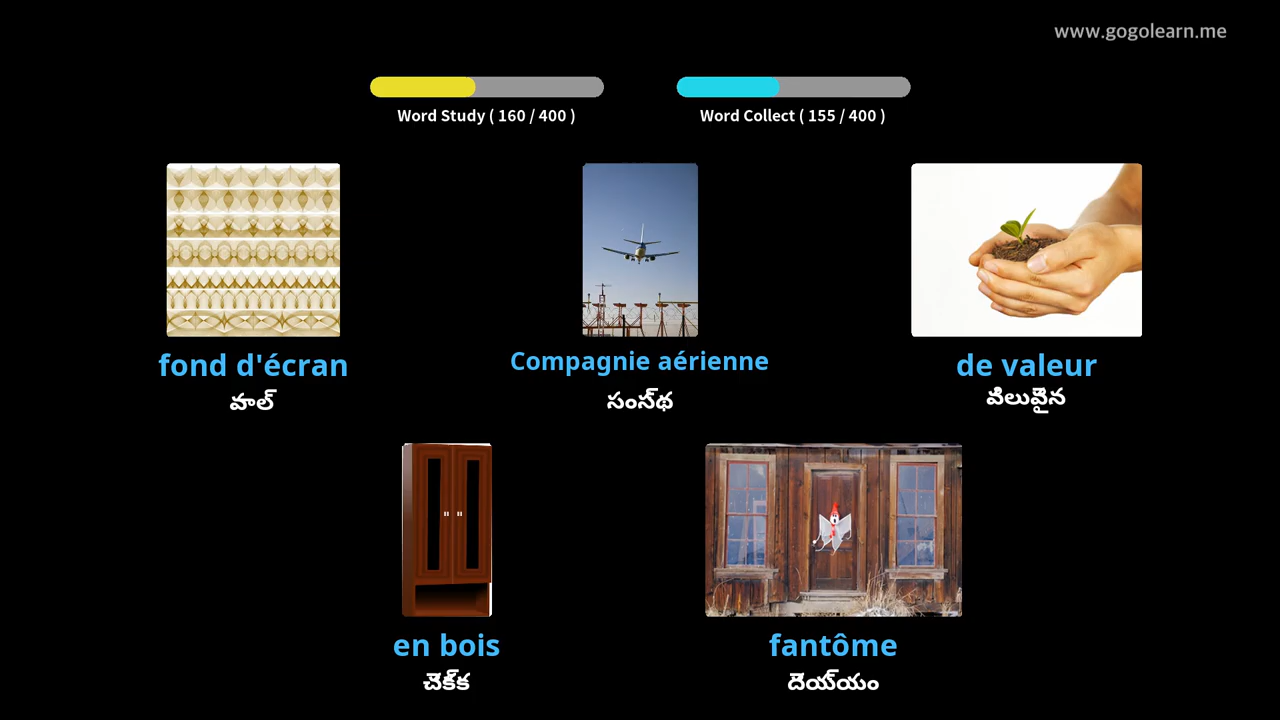 www.gogolearn.me
Word Study ( 160 / 400 )
Word Collect ( 155 / 400 )
fond d'écran
Compagnie aérienne
de valeur
వాల్
సంస్థ
విలువైన
en bois
fantôme
చెక్క
దెయ్యం